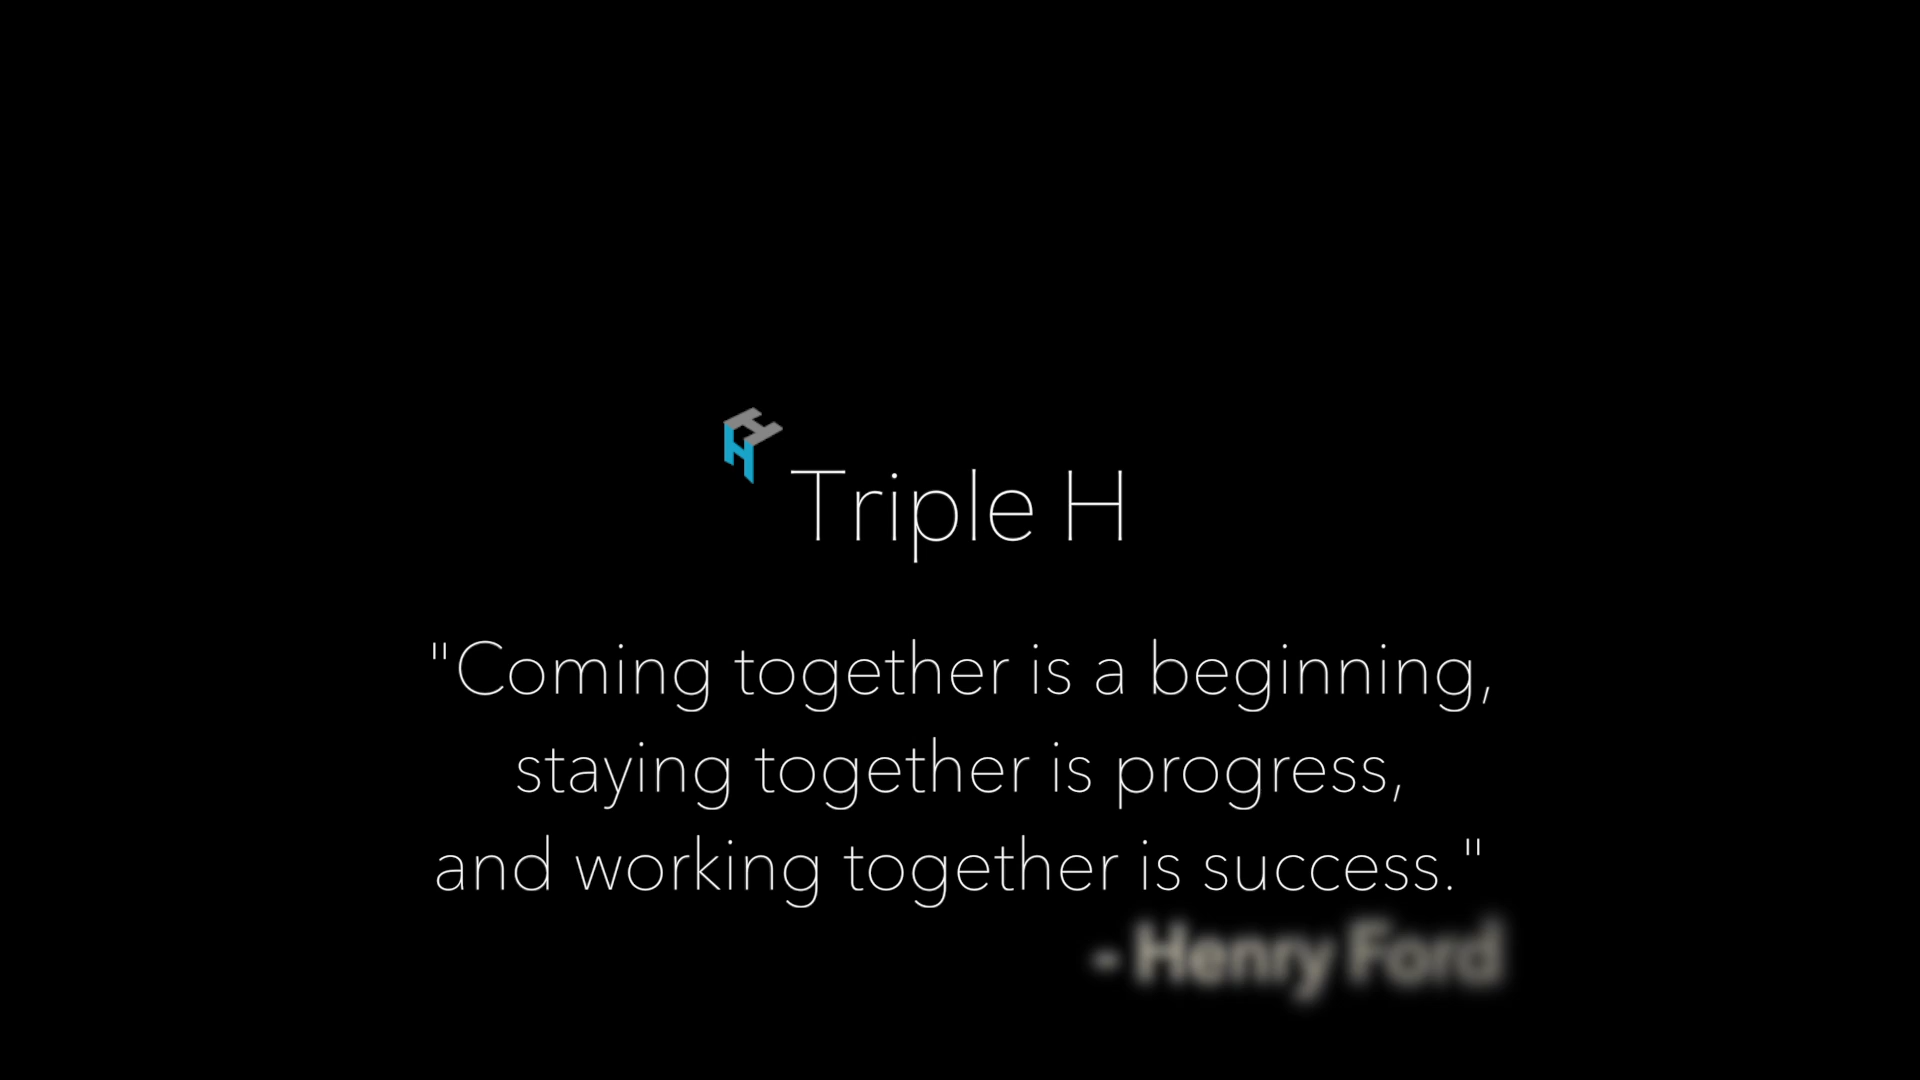 Triple H
"Coming together is a beginning,
staying together is progress,
and working together is success."
- Henry Ford